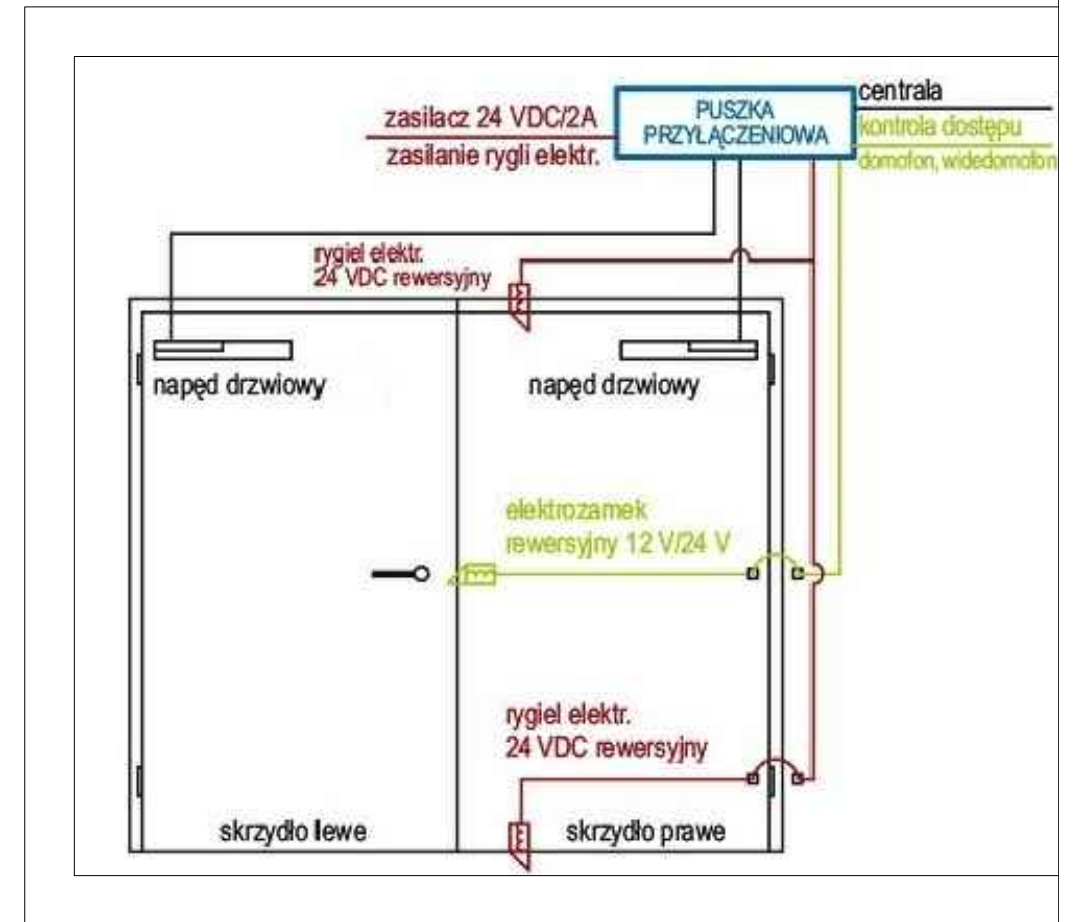 centrala
zasilacz 24 VDC/2A
PUSZKA
PRZYŁĄCZENIOWA
kontrola dostępu
zasilanie rygli elektr.
domofon, widedomofon
rygiel elektr.
24 VDC rewersyjny
napęd drzwiowy
napęd drzwiowy
elektrozamek
rewersyjny 12 V/24 V
rygiel elektr.
24 VDC rewersyjny
skrzydło lewe
skrzydło prawe